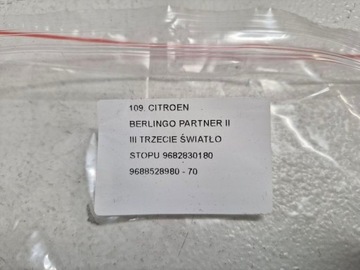 109. CITROEN
BERLINGO PARTNER II
III TRZECIE ŚWIATŁO
STOPU 9682830180
9688528980 - 70